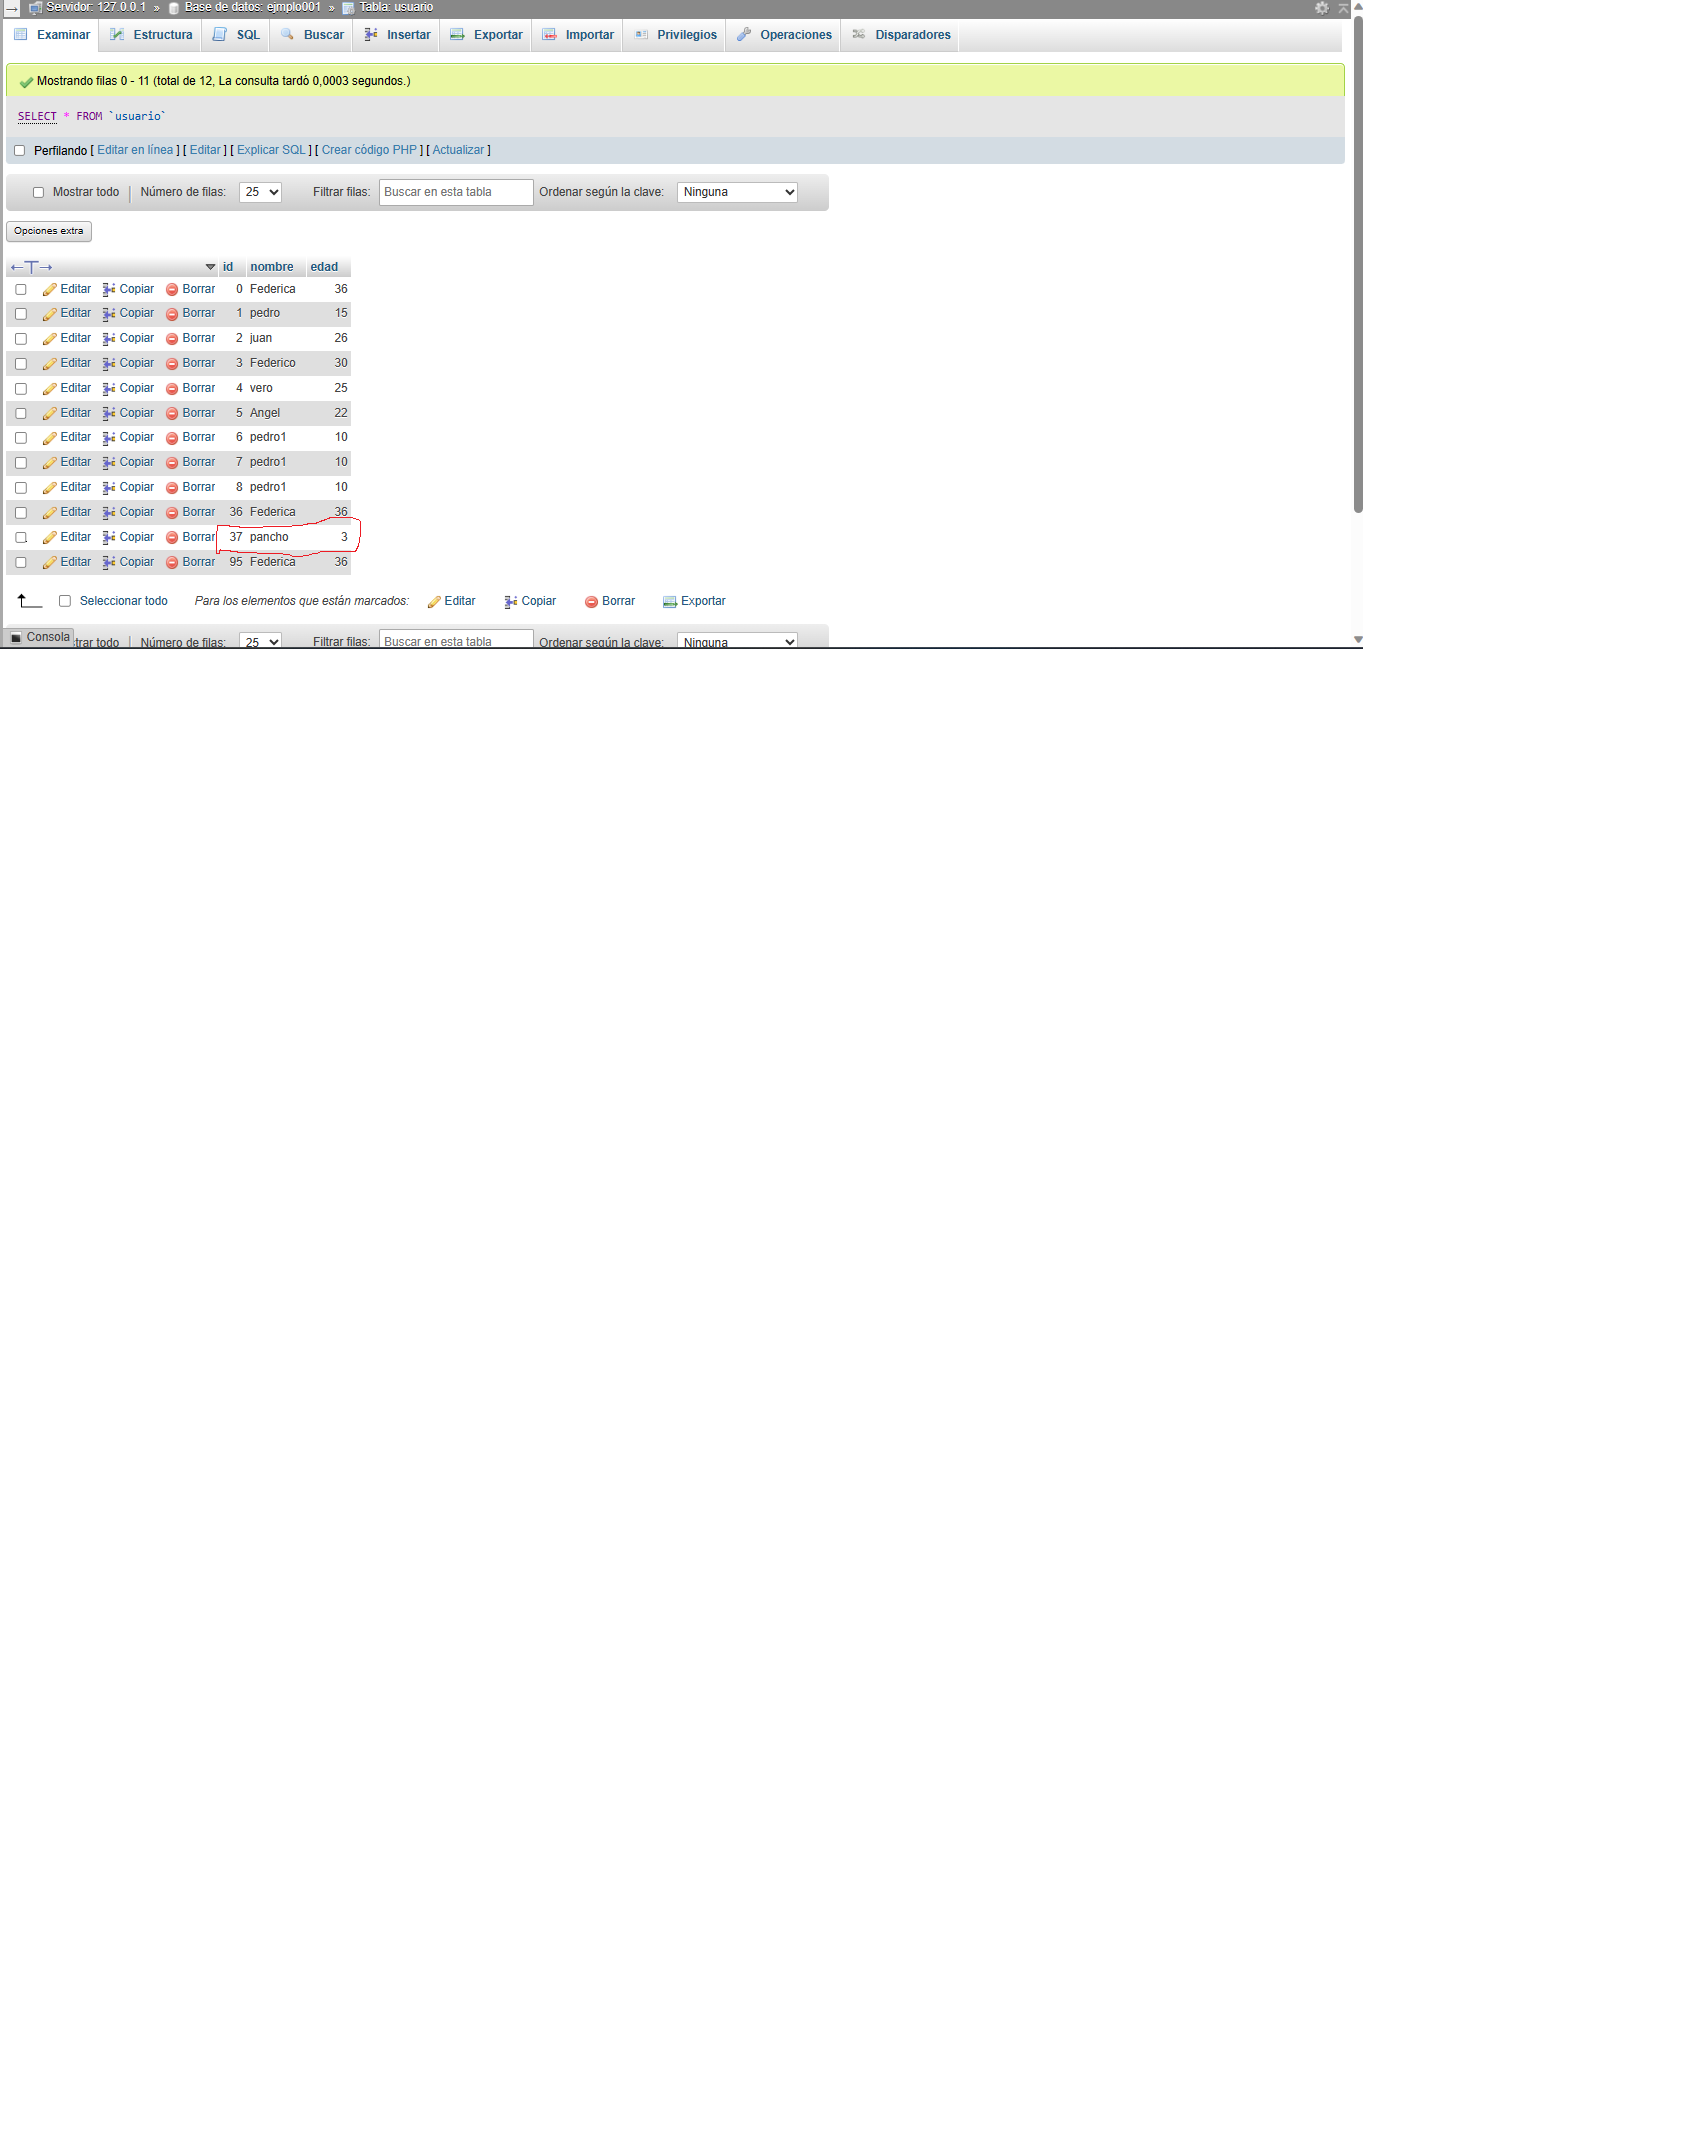 Servidor: 127.0.0.1 » Base de datos: ejmplo001 » Tabla: usuario
Examinar Estructura SQL Buscar Insertar Exportar Importar Privilegios Operaciones Disparadores
Mostrando filas 0 - 11 (total de 12, La consulta tardó 0,0003 segundos.)
SELECT * FROM `usuario`
Perfilando [ Editar en línea ] [ Editar ] [ Explicar SQL ] [ Crear código PHP ] [ Actualizar ]
Mostrar todo | Número de filas: 25 Filtrar filas: Buscar en esta tabla Ordenar según la clave: Ninguna
Opciones extra
←T→ id nombre edad
Editar Copiar Borrar 0 Federica 36
Editar Copiar Borrar 1 pedro 15
Editar Copiar Borrar 2 juan 26
Editar Copiar Borrar 3 Federico 30
Editar Copiar Borrar 4 vero 25
Editar Copiar Borrar 5 Angel 22
Editar Copiar Borrar 6 pedro1 10
Editar Copiar Borrar 7 pedro1 10
Editar Copiar Borrar 8 pedro1 10
Editar Copiar Borrar 36 Federica 36
Editar Copiar Borrar 37 pancho 3
Editar Copiar Borrar 95 Federica 36
Seleccionar todo Para los elementos que están marcados: Editar Copiar Borrar Exportar
Consola trar todo | Número de filas: 25 Filtrar filas: Buscar en esta tabla Ordenar según la clave: Ninguna